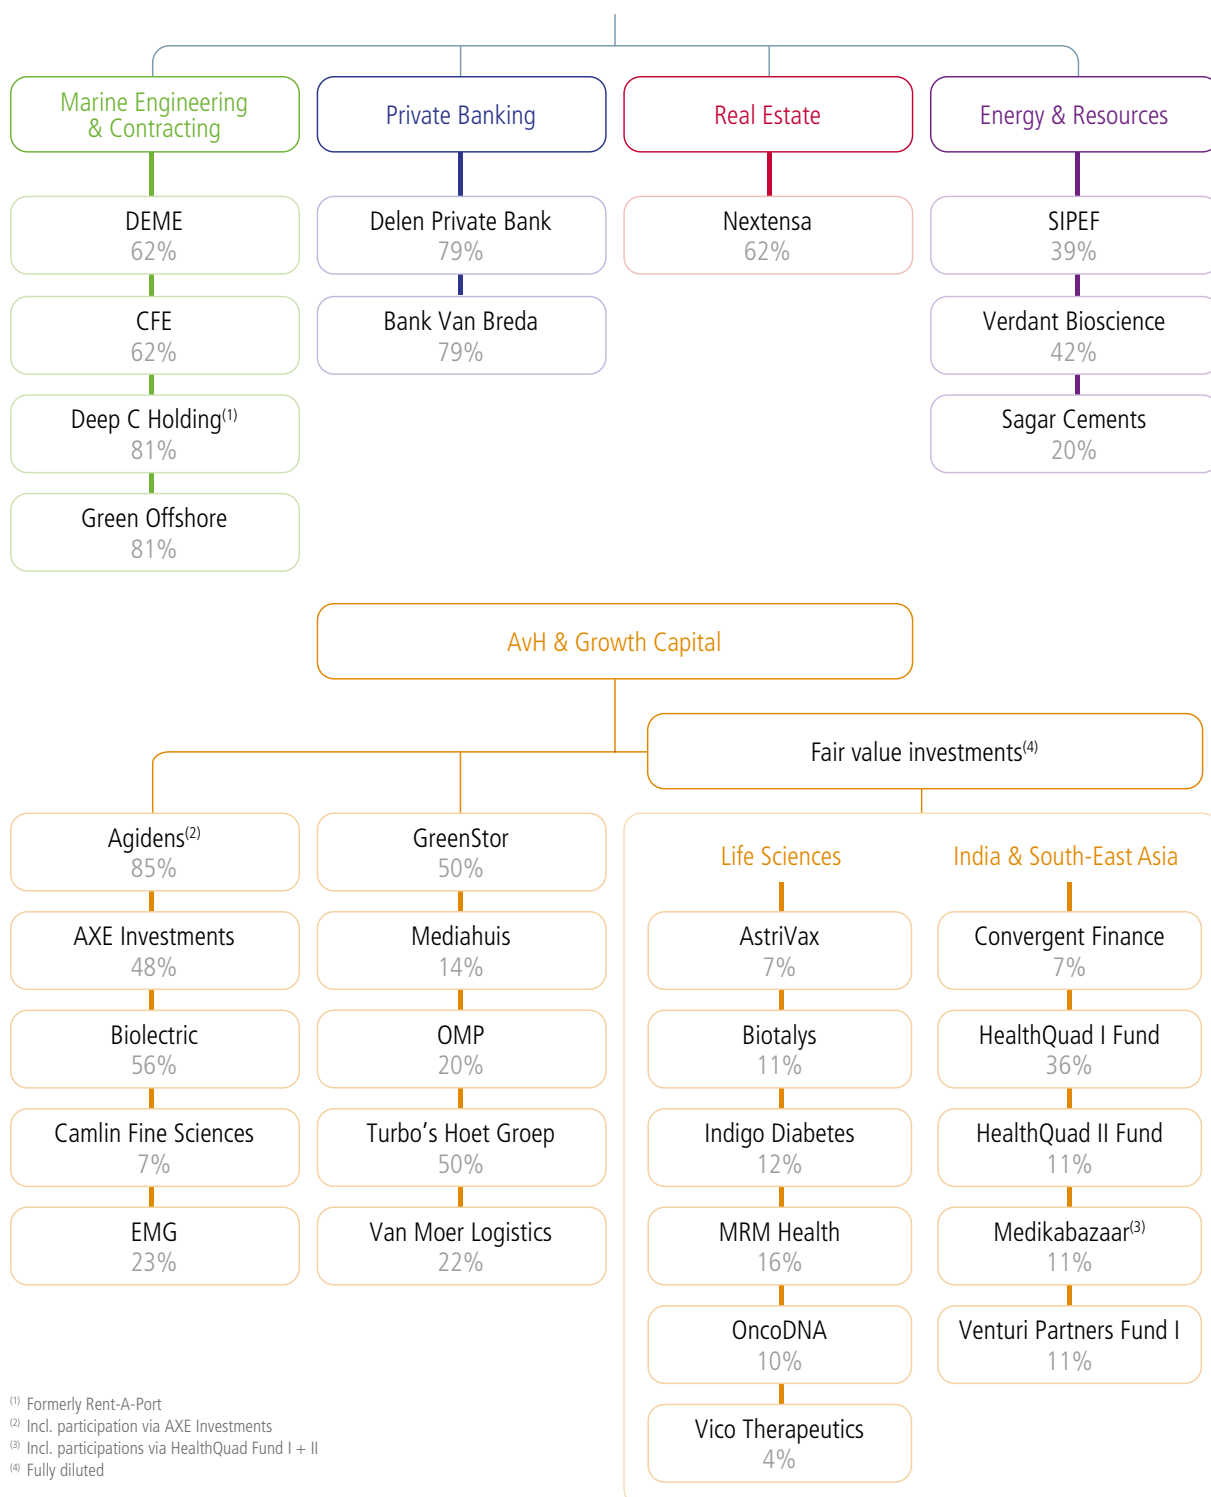 Marine Engineering
& Contracting
DEME
62%
CFE
62%
Deep C Holding(1)
81%
Green Offshore
81%
Private Banking
Delen Private Bank
79%
Bank Van Breda
79%
Real Estate
Nextensa
62%
Energy & Resources
SIPEF
39%
Verdant Bioscience
42%
Sagar Cements
20%
AvH & Growth Capital
Agidens(2)
85%
AXE Investments
48%
Biolectric
56%
Camlin Fine Sciences
7%
EMG
23%
GreenStor
50%
Mediahuis
14%
OMP
20%
Turbo’s Hoet Groep
50%
Van Moer Logistics
22%
Fair value investments(4)
Life Sciences
AstriVax
7%
Biotalys
11%
Indigo Diabetes
12%
MRM Health
16%
OncoDNA
10%
Vico Therapeutics
4%
India & South-East Asia
Convergent Finance
7%
HealthQuad I Fund
36%
HealthQuad II Fund
11%
Medikabazaar(3)
11%
Venturi Partners Fund I
11%
(1) Formerly Rent-A-Port
(2) Incl. participation via AXE Investments
(3) Incl. participations via HealthQuad Fund I + II
(4) Fully diluted